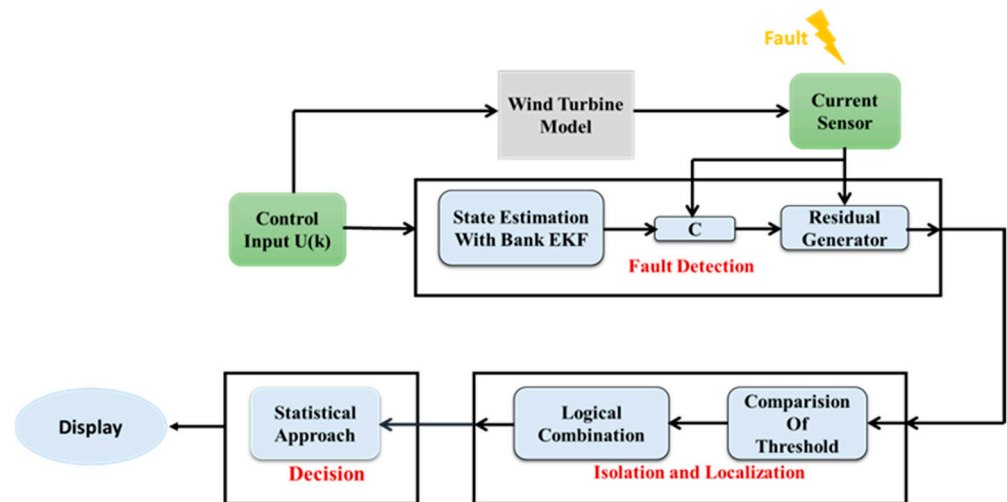 Fault
Wind Turbine
Model
Current
Sensor
Control
Input U(k)
State Estimation
With Bank EKF
C
Residual
Generator
Fault Detection
Display
Statistical
Approach
Decision
Logical
Combination
Comparision
Of
Threshold
Isolation and Localization